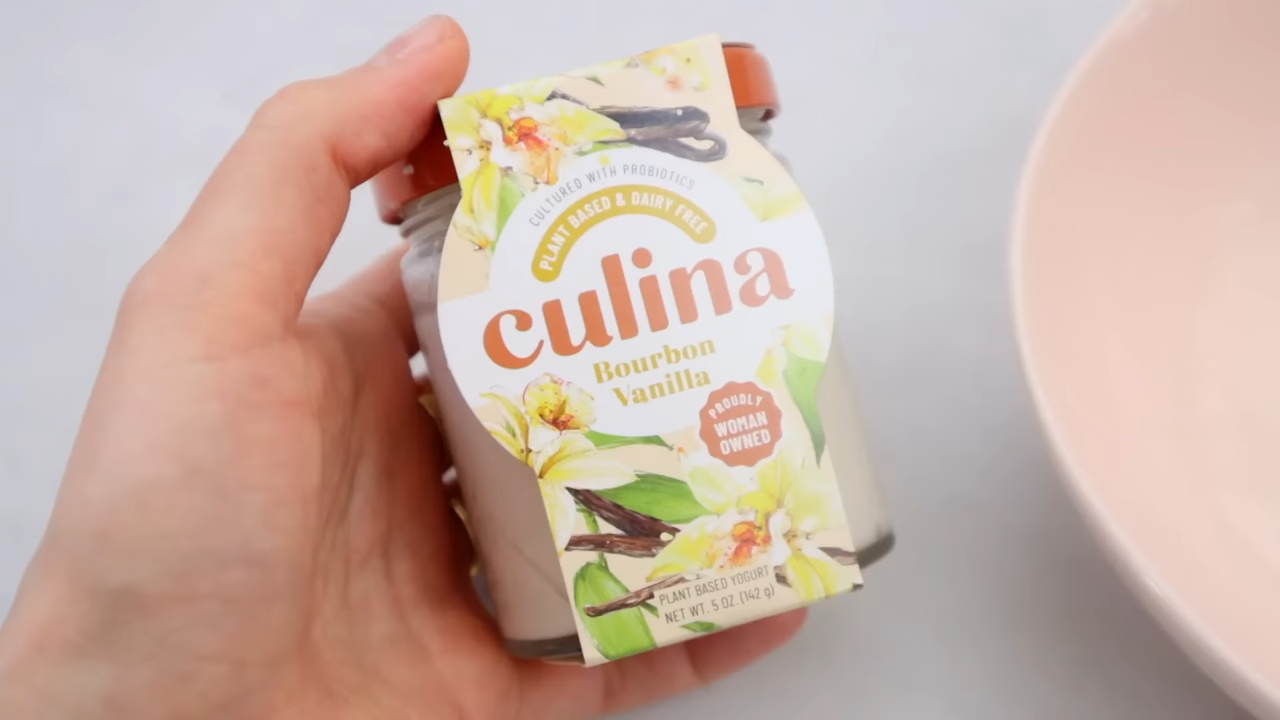 CULTURED WITH PROBIOTICS
PLANT BASED & DAIRY FREE
culina
Bourbon
Vanilla
PROUDLY
WOMAN
OWNED
PLANT BASED YOGURT
NET WT. 5 OZ. (142 g)